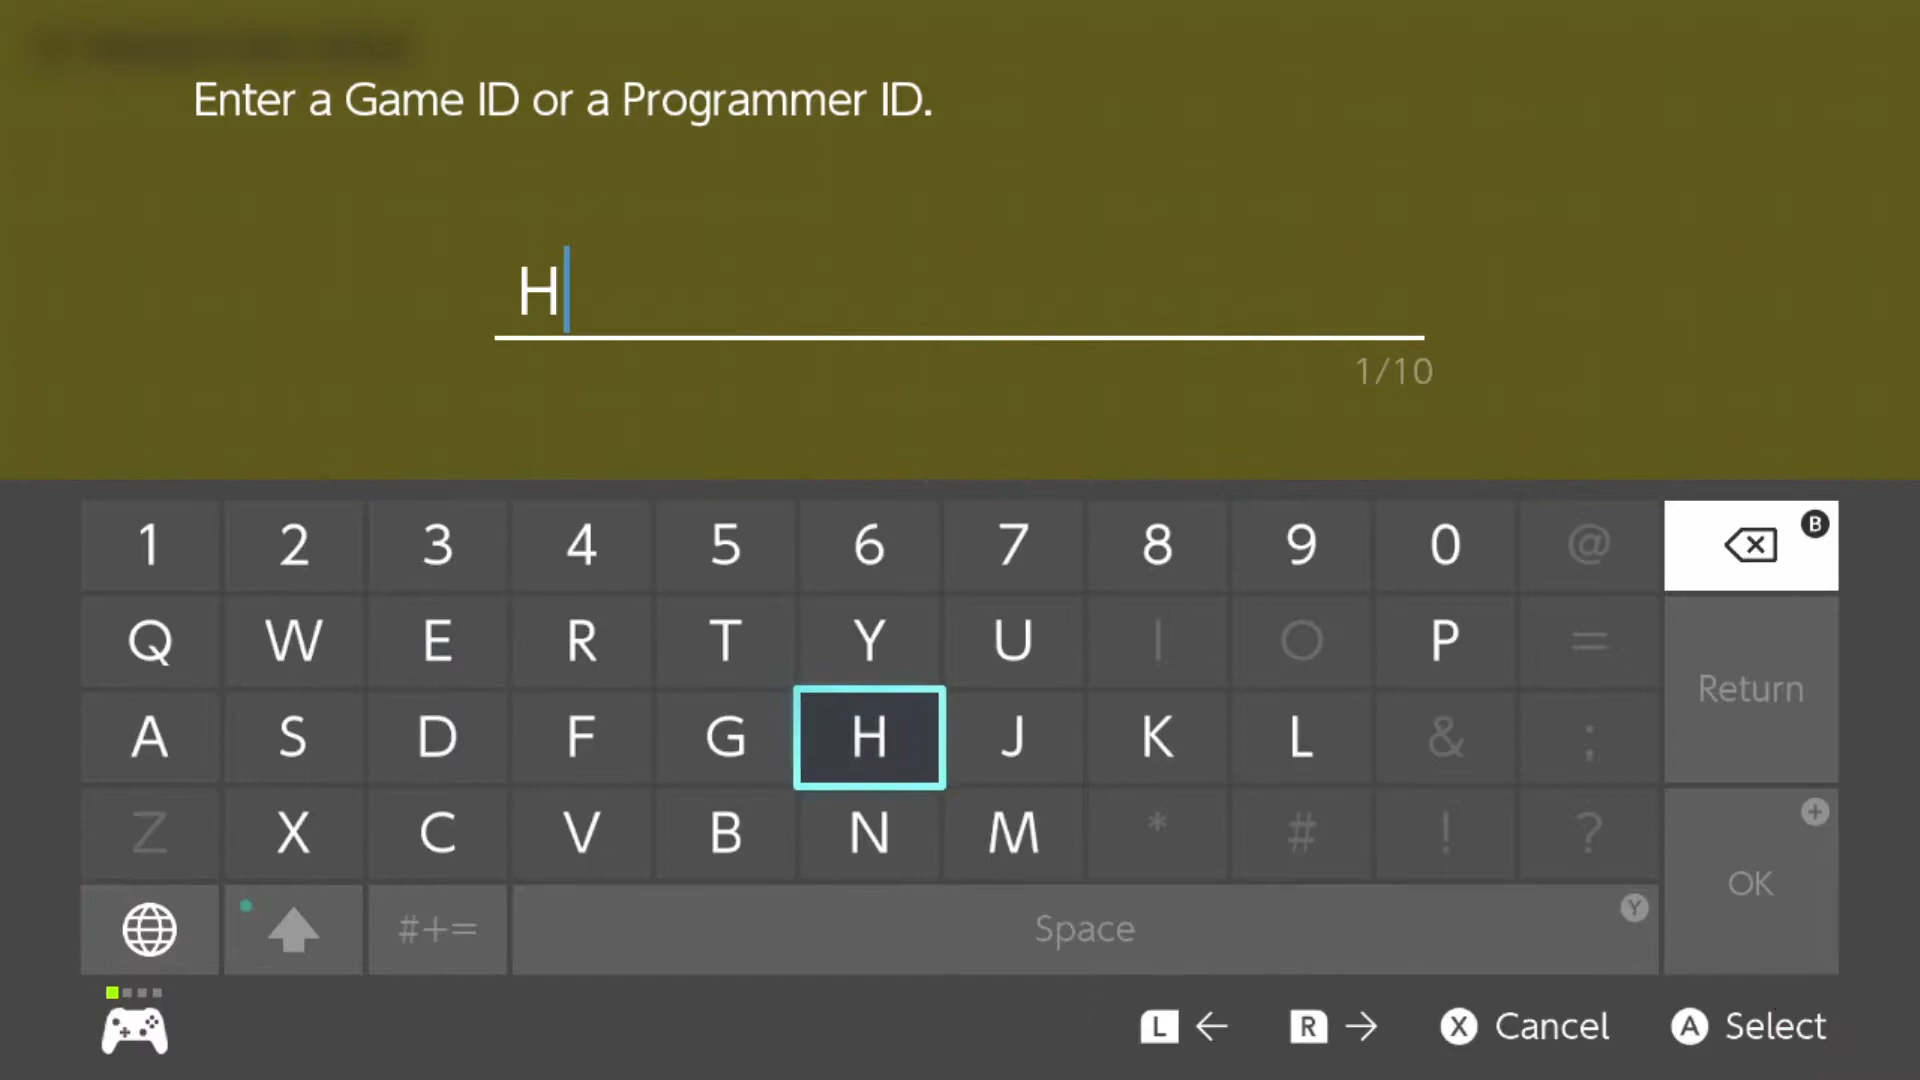 Enter a Game ID or a Programmer ID.
H
1/10
1 2 3 4 5 6 7 8 9 0 @ B
Q W E R T Y U I O P =
Return
A S D F G H J K L & ;
Z X C V B N M * # ! ? +
OK
#+= Space Y
L ← R → X Cancel A Select